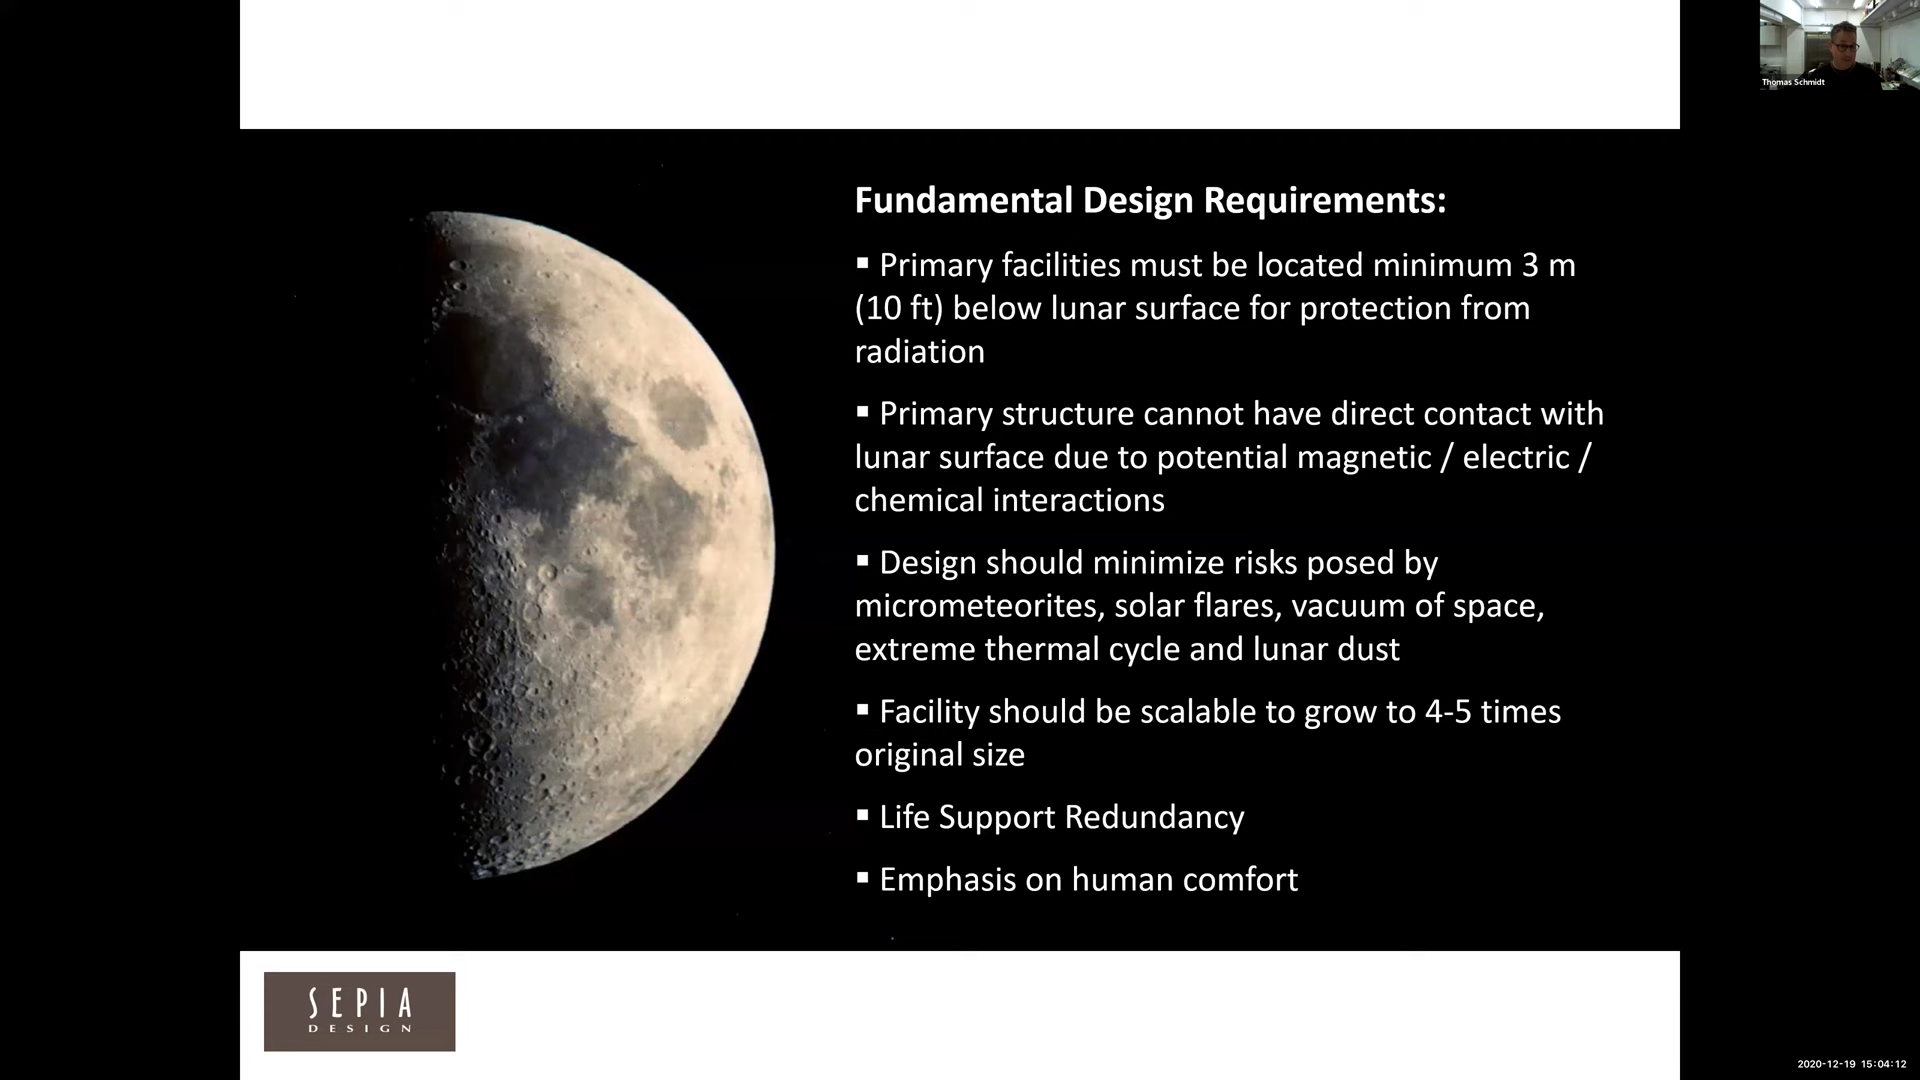 Thomas Schmidt
Fundamental Design Requirements:
▪ Primary facilities must be located minimum 3 m
(10 ft) below lunar surface for protection from
radiation
▪ Primary structure cannot have direct contact with
lunar surface due to potential magnetic / electric /
chemical interactions
▪ Design should minimize risks posed by
micrometeorites, solar flares, vacuum of space,
extreme thermal cycle and lunar dust
▪ Facility should be scalable to grow to 4-5 times
original size
▪ Life Support Redundancy
▪ Emphasis on human comfort
SEPIA
DESIGN
2020-12-19 15:04:12